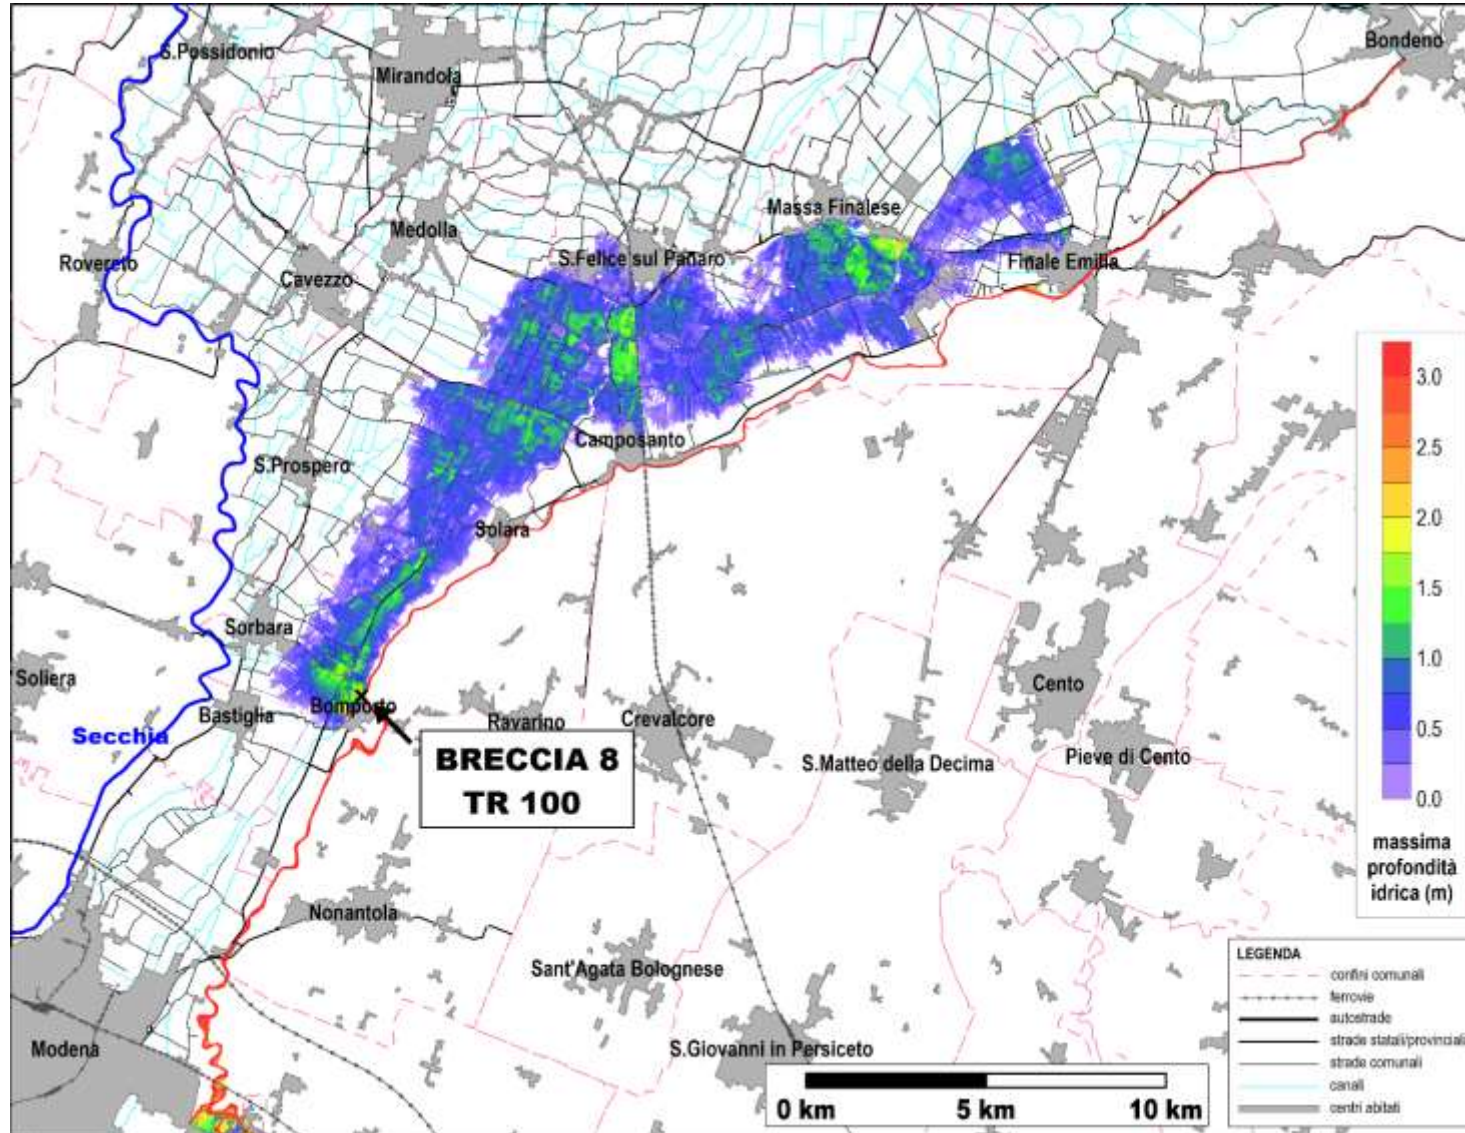 Bondeno
S.Possidonio
Mirandola
Massa Finalese
Medolla
S.Felice sul Panaro
Rovereto
Finale Emilia
Cavezzo
Camposanto
S.Prospero
Solara
Sorbara
Soliera
Bastiglia
Bomporto
Ravarino
Crevalcore
Cento
Secchia
BRECCIA 8
TR 100
S.Matteo della Decima
Pieve di Cento
3.0
2.5
2.0
1.5
1.0
0.5
0.0
massima
profondità
idrica (m)
Nonantola
Sant'Agata Bolognese
Modena
S.Giovanni in Persiceto
0 km
5 km
10 km
LEGENDA
confini comunali
ferrovie
autostrade
strade statali/provinciali
strade comunali
canali
centri abitati